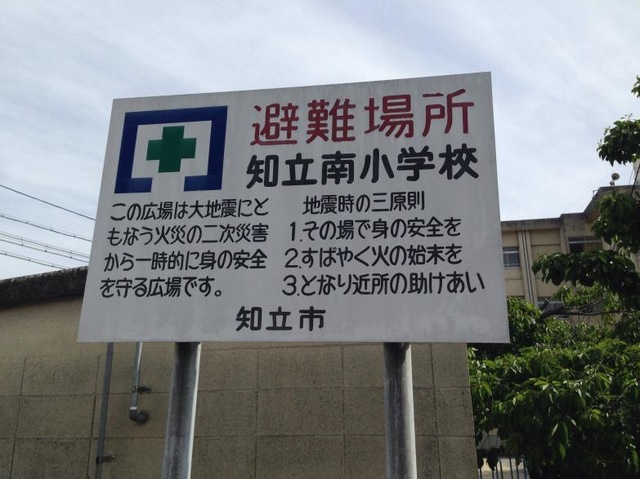 避難場所
知立南小学校
この広場は大地震にと
もなう火災の二次災害
から一時的に身の安全
を守る広場です。
地震時の三原則
1.その場で身の安全を
2.すばやく火の始末を
3.となり近所の助けあい
知立市